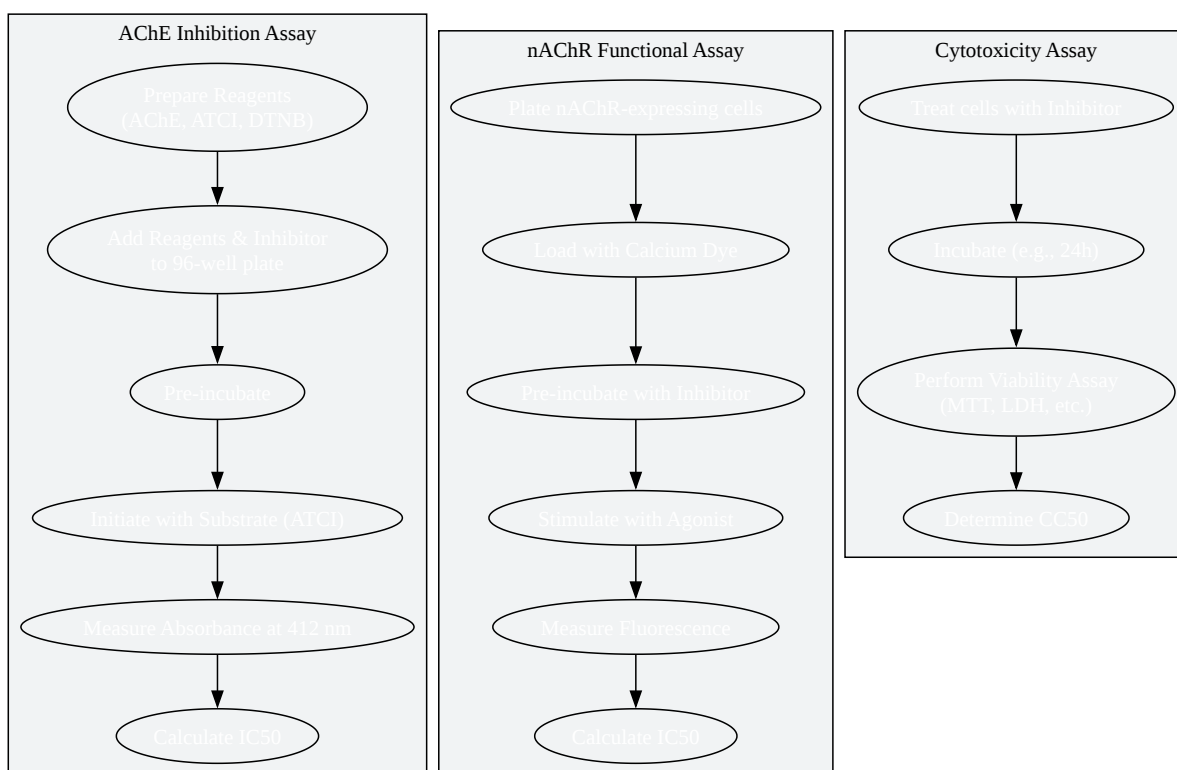 AChE Inhibition Assay
Prepare Reagents
(AChE, ATCI, DTNB)
Add Reagents & Inhibitor
to 96-well plate
Pre-incubate
Initiate with Substrate (ATCI)
Measure Absorbance at 412 nm
Calculate IC50
nAChR Functional Assay
Plate nAChR-expressing cells
Load with Calcium Dye
Pre-incubate with Inhibitor
Stimulate with Agonist
Measure Fluorescence
Calculate IC50
Cytotoxicity Assay
Treat cells with Inhibitor
Incubate (e.g., 24h)
Perform Viability Assay
(MTT, LDH, etc.)
Determine CC50